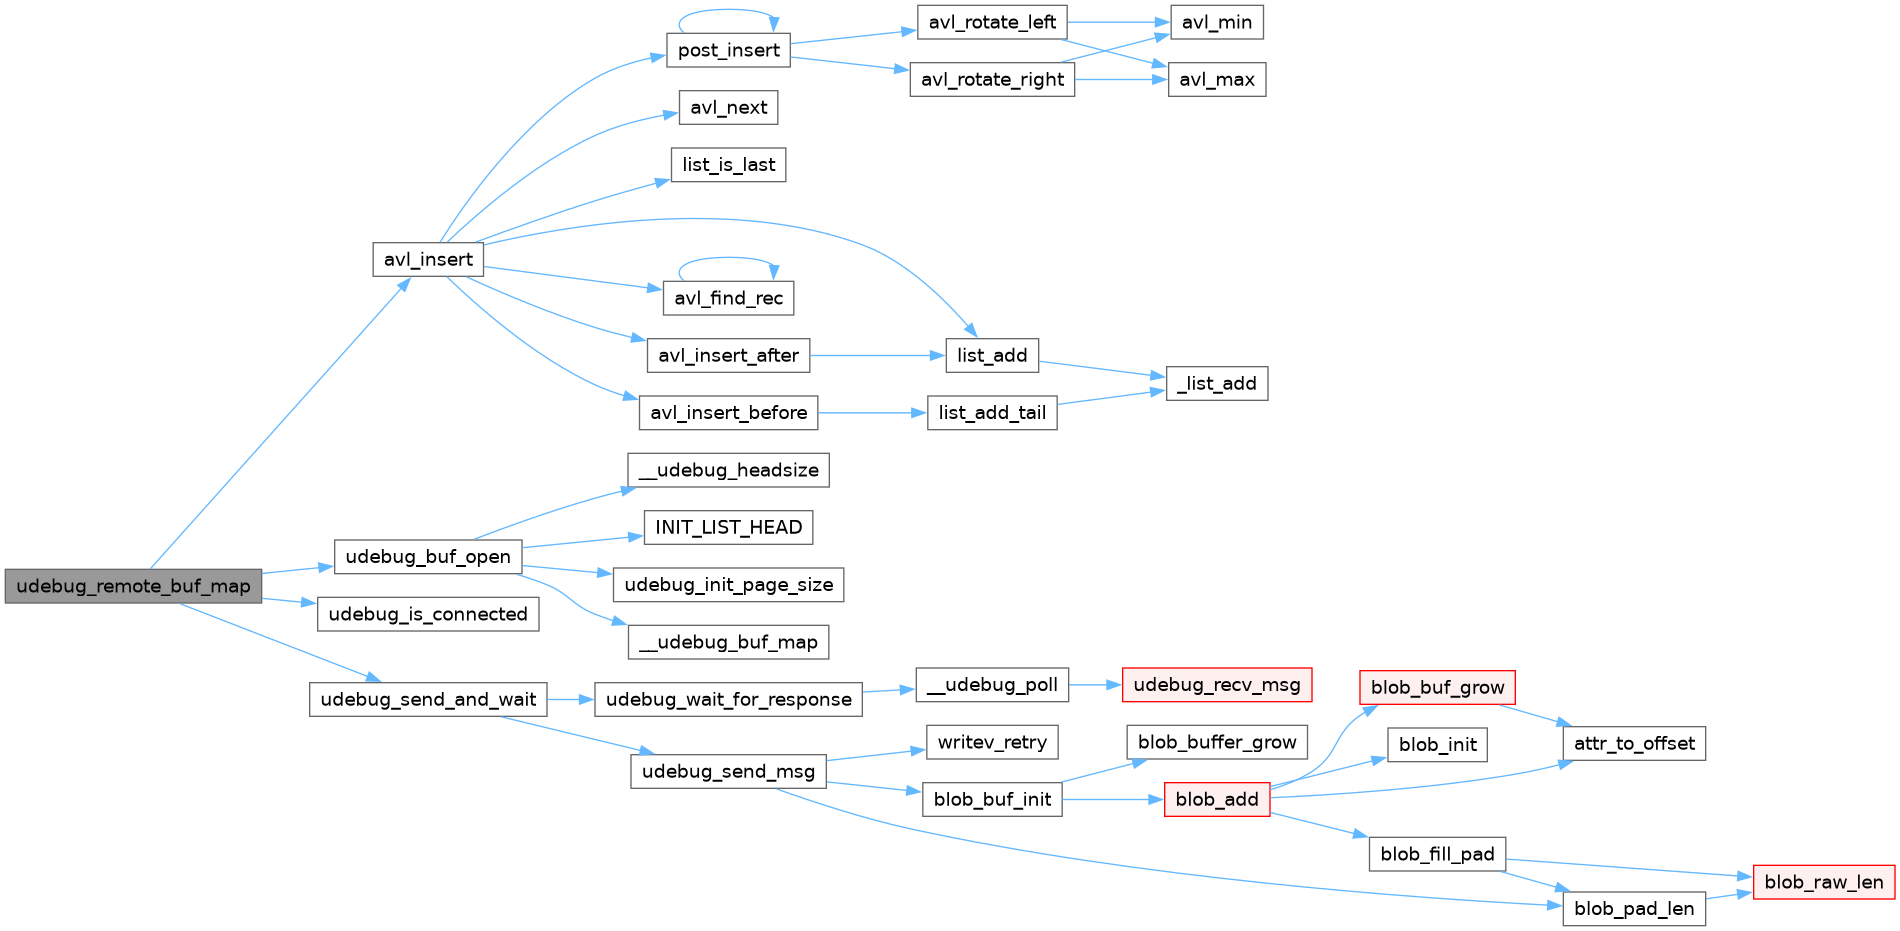 udebug_remote_buf_map
avl_insert
post_insert
avl_rotate_left
avl_min
avl_rotate_right
avl_max
avl_next
list_is_last
avl_find_rec
avl_insert_after
list_add
_list_add
avl_insert_before
list_add_tail
udebug_buf_open
__udebug_headsize
INIT_LIST_HEAD
udebug_init_page_size
__udebug_buf_map
udebug_is_connected
udebug_send_and_wait
udebug_wait_for_response
__udebug_poll
udebug_recv_msg
udebug_send_msg
writev_retry
blob_buf_init
blob_buffer_grow
blob_add
blob_buf_grow
blob_init
attr_to_offset
blob_fill_pad
blob_pad_len
blob_raw_len